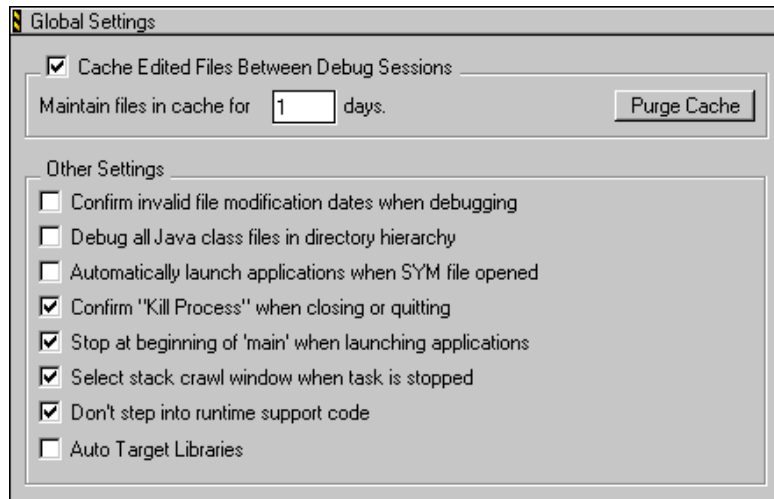 Global Settings
Cache Edited Files Between Debug Sessions
Maintain files in cache for 1 days. Purge Cache
Other Settings
Confirm invalid file modification dates when debugging
Debug all Java class files in directory hierarchy
Automatically launch applications when SYM file opened
Confirm "Kill Process" when closing or quitting
Stop at beginning of 'main' when launching applications
Select stack crawl window when task is stopped
Don't step into runtime support code
Auto Target Libraries